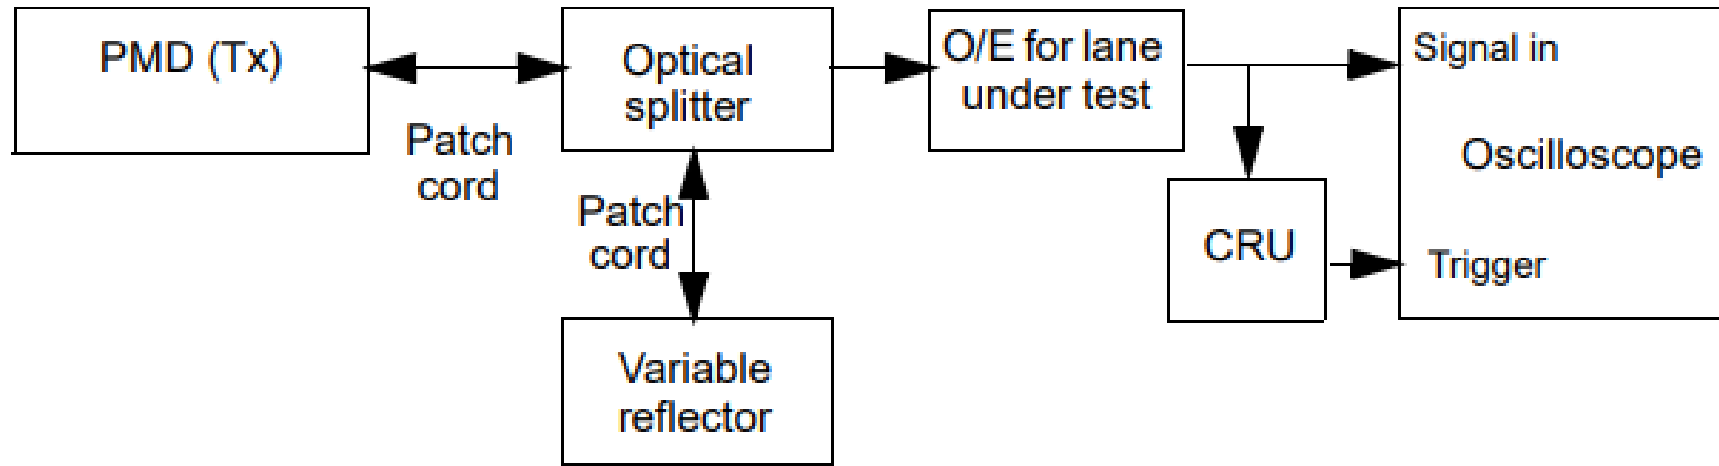 PMD (Tx)
Patch
cord
Optical
splitter
O/E for lane
under test
Signal in
Oscilloscope
Trigger
CRU
Patch
cord
Variable
reflector